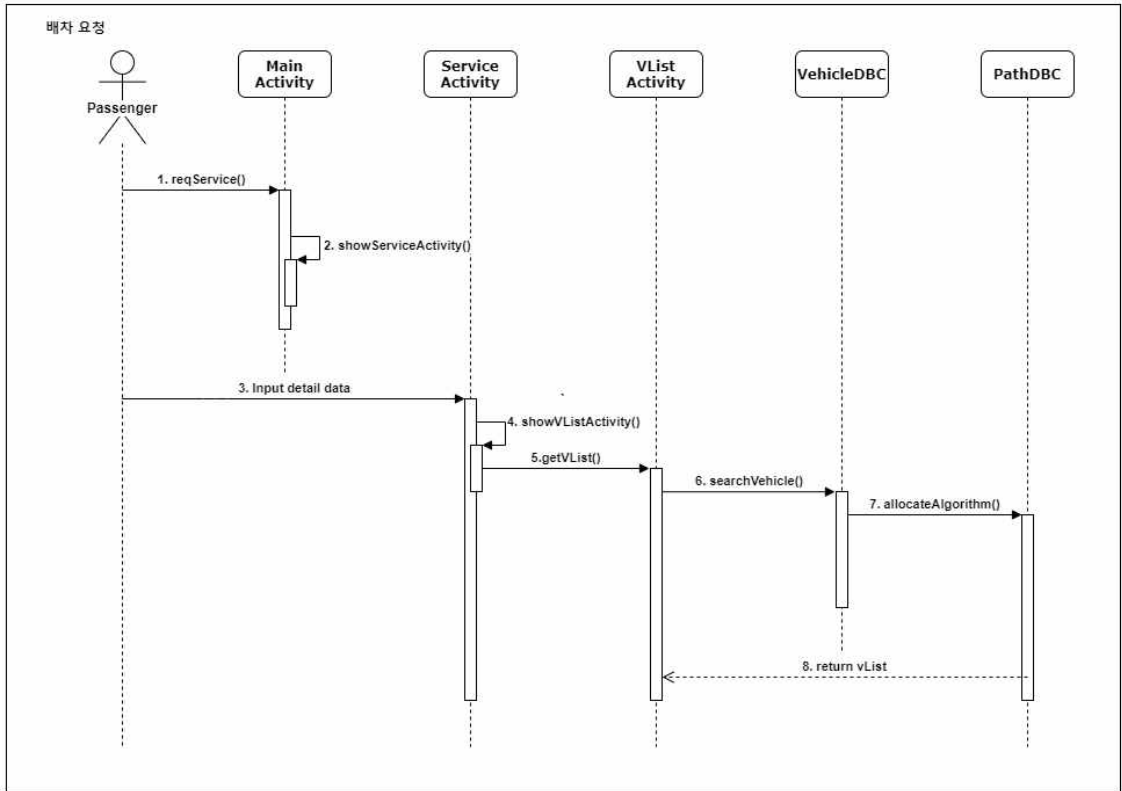 배차 요청
Passenger
Main
Activity
Service
Activity
VList
Activity
VehicleDBC
PathDBC
1. reqService()
2. showServiceActivity()
3. Input detail data
4. showVListActivity()
5.getVList()
6. searchVehicle()
7. allocateAlgorithm()
8. return vList